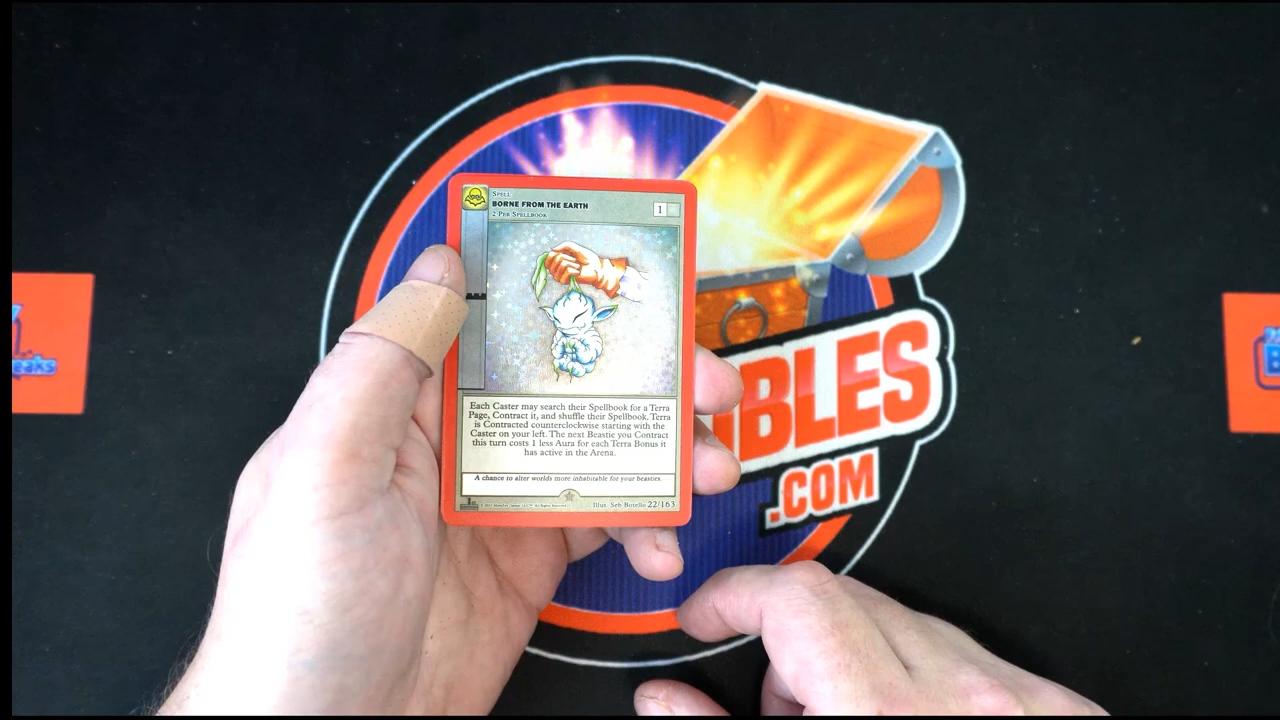 SPELL
BORNE FROM THE EARTH
1
2 PER SPELLBOOK
Each Caster may search their Spellbook for a Terra
Page, Contract it, and shuffle their Spellbook. Terra
is Contracted counterclockwise starting with the
Caster on your left. The next Beastie you Contract
this turn costs 1 less Aura for each Terra Bonus it
has active in the Arena.
A chance to alter worlds more inhabitable for your beasties.
Illus. Seb Botello 22/163
IBLES
.COM
eaks
B